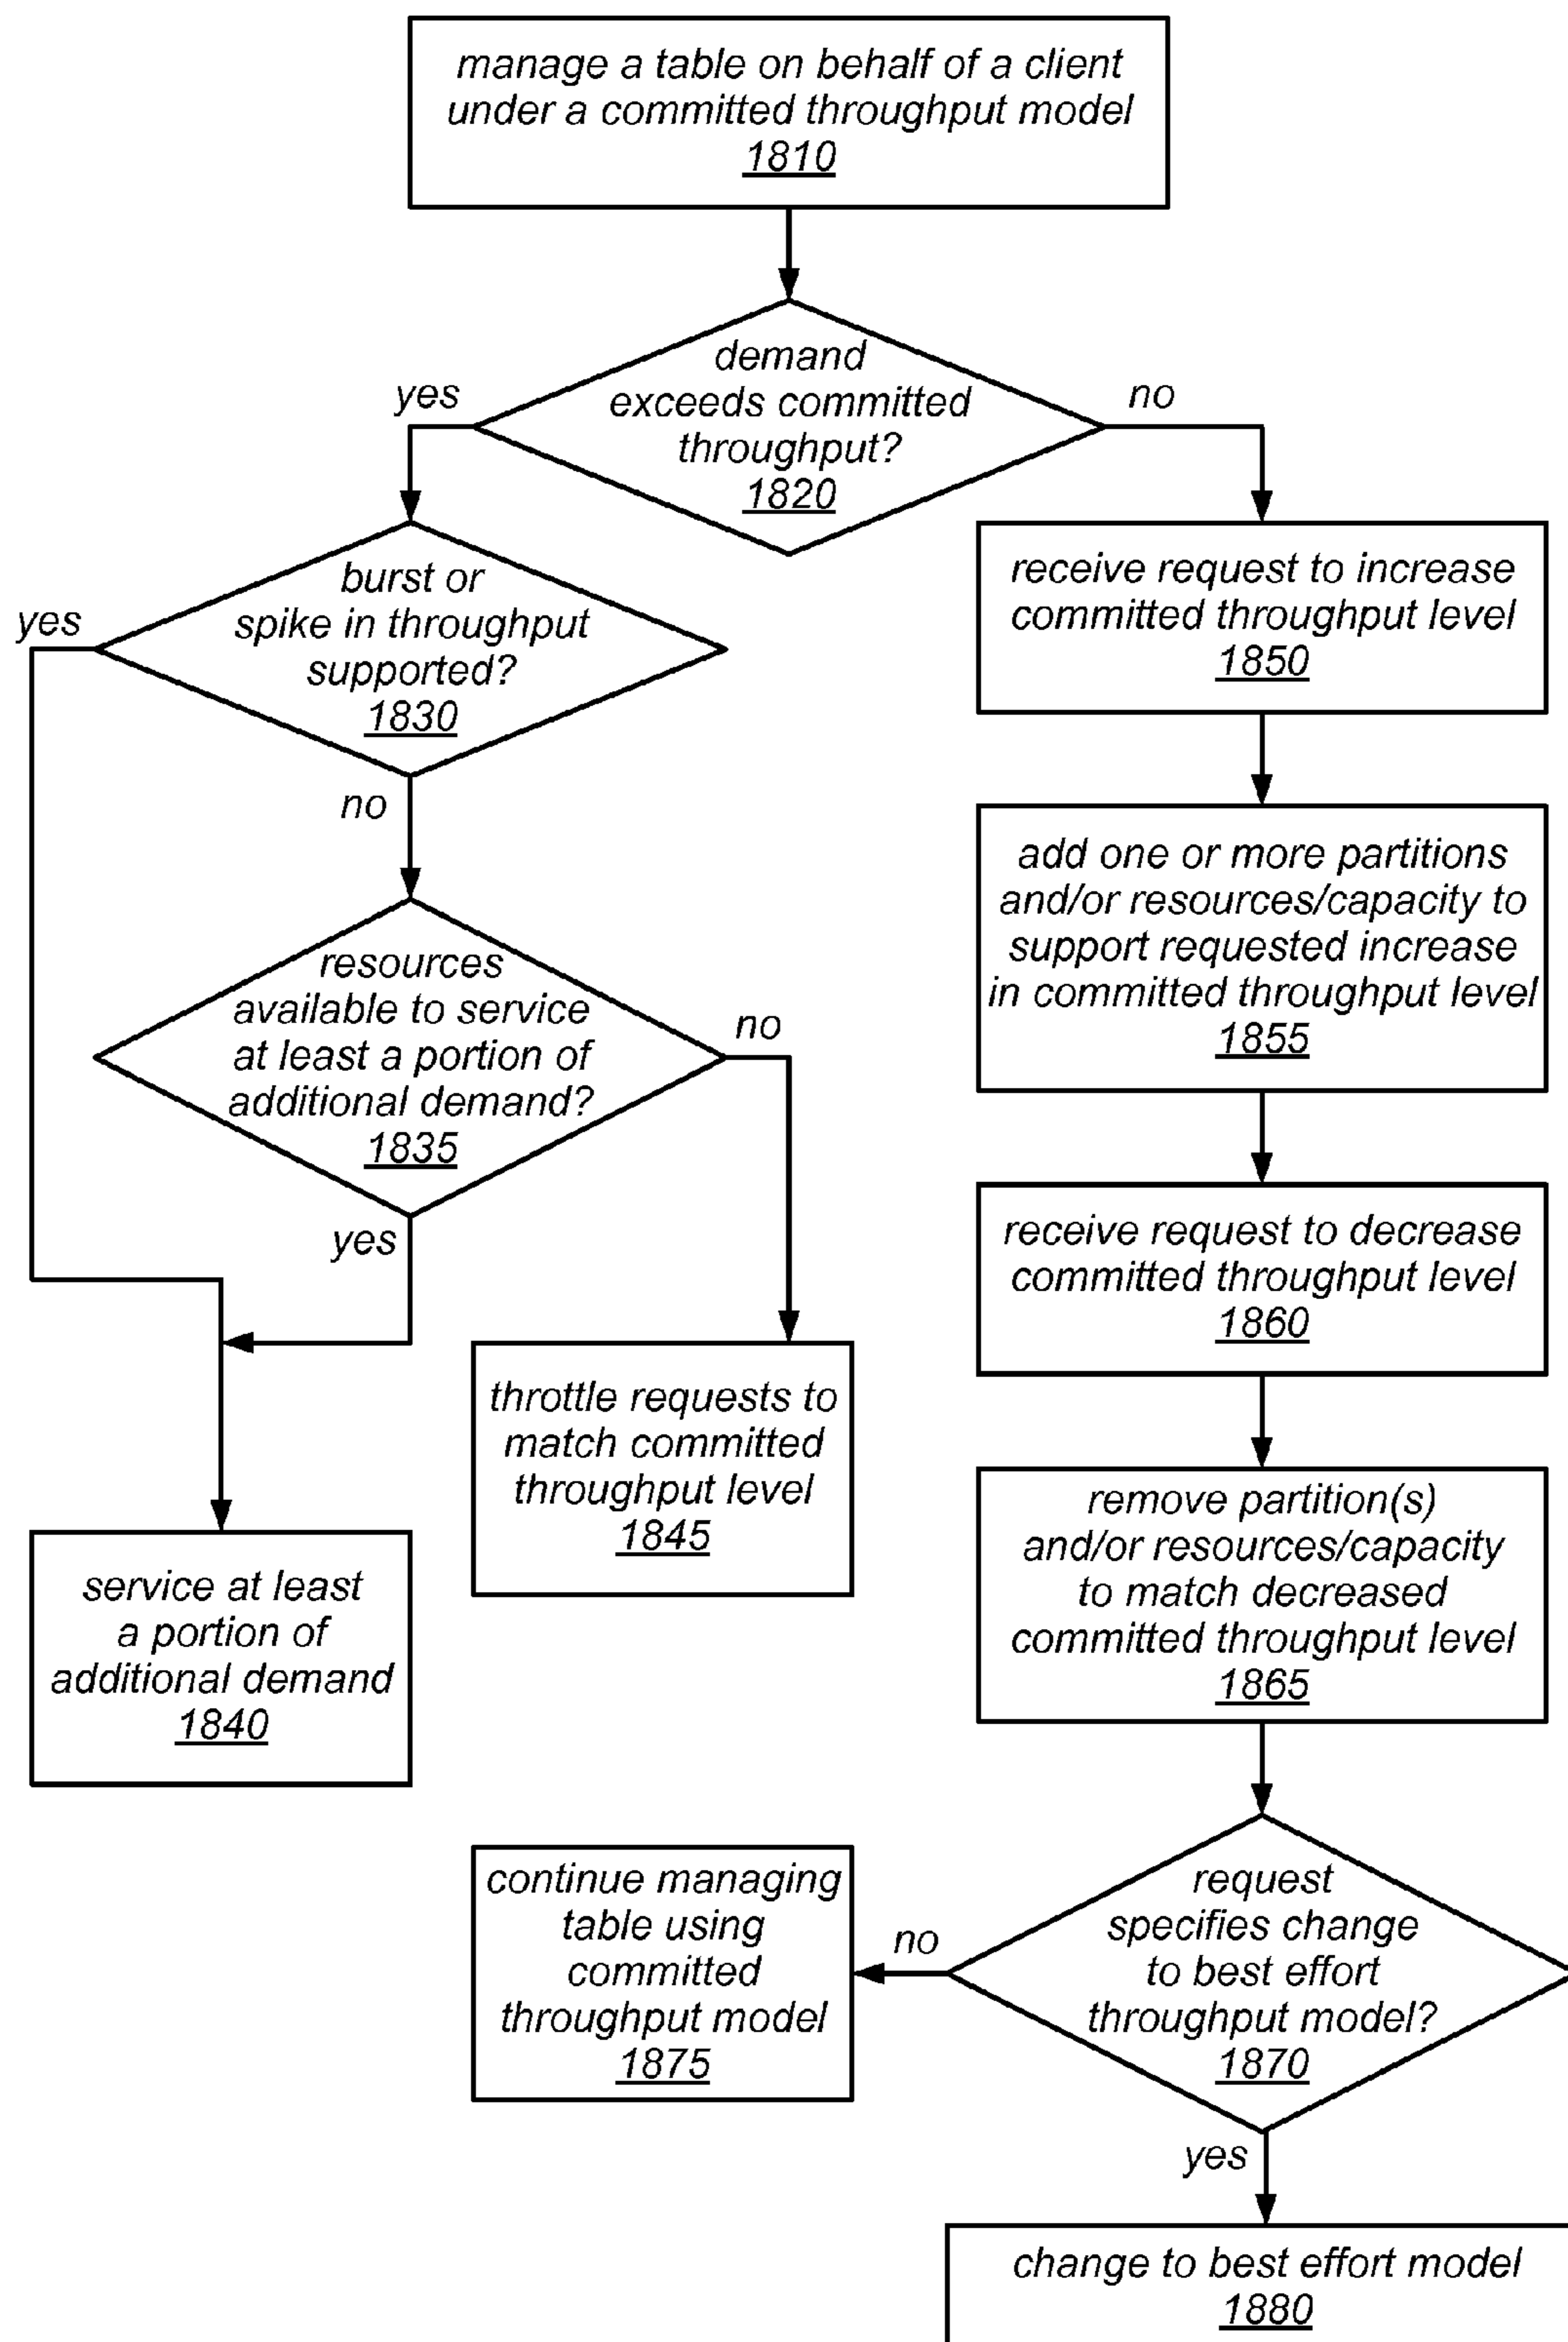 manage a table on behalf of a client
under a committed throughput model
1810
demand
exceeds committed
throughput?
1820
yes
no
burst or
spike in throughput
supported?
1830
yes
no
resources
available to service
at least a portion of
additional demand?
1835
no
yes
throttle requests to
match committed
throughput level
1845
service at least
a portion of
additional demand
1840
receive request to increase
committed throughput level
1850
add one or more partitions
and/or resources/capacity to
support requested increase
in committed throughput level
1855
receive request to decrease
committed throughput level
1860
remove partition(s)
and/or resources/capacity
to match decreased
committed throughput level
1865
request
specifies change
to best effort
throughput model?
1870
no
continue managing
table using
committed
throughput model
1875
yes
change to best effort model
1880